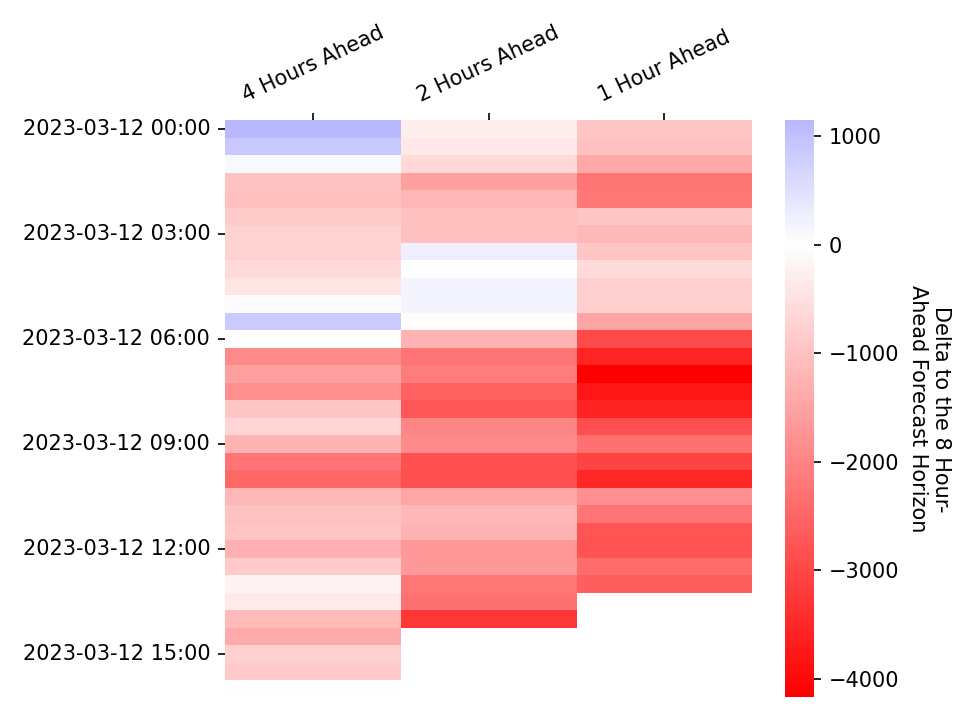 4 Hours Ahead
2 Hours Ahead
1 Hour Ahead
2023-03-12 00:00
2023-03-12 03:00
2023-03-12 06:00
2023-03-12 09:00
2023-03-12 12:00
2023-03-12 15:00
1000
0
−1000
−2000
−3000
−4000
Delta to the 8 Hour-
Ahead Forecast Horizon